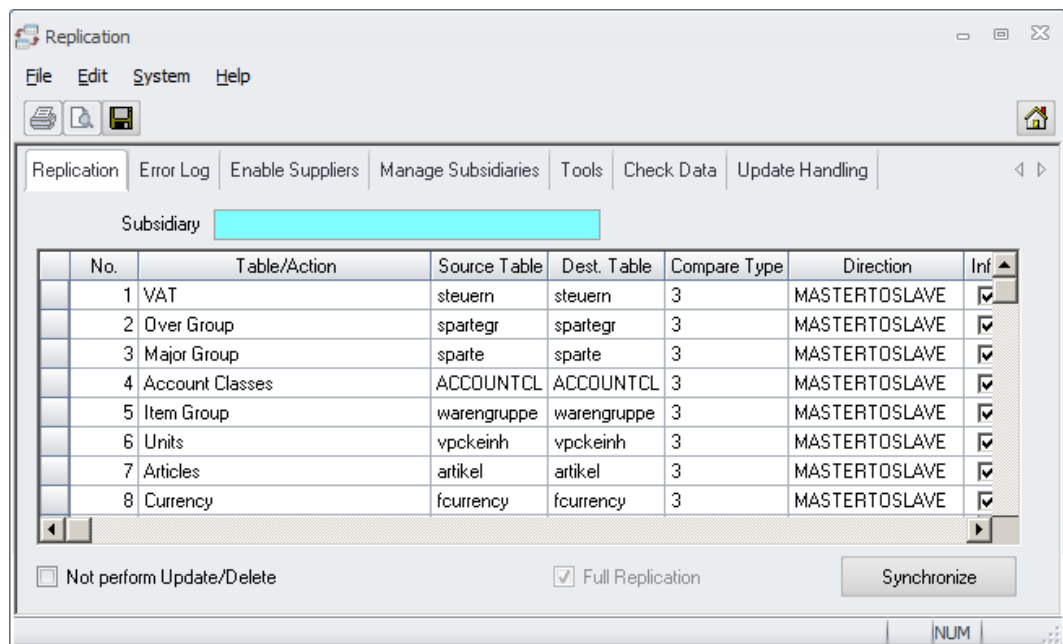 Replication
File Edit System Help
Replication Error Log Enable Suppliers Manage Subsidiaries Tools Check Data Update Handling
Subsidiary
No. Table/Action Source Table Dest. Table Compare Type Direction Inf
1 VAT steuern steuern 3 MASTERTOSLAVE
2 Over Group spartegr spartegr 3 MASTERTOSLAVE
3 Major Group sparte sparte 3 MASTERTOSLAVE
4 Account Classes ACCOUNTCL ACCOUNTCL 3 MASTERTOSLAVE
5 Item Group warengruppe warengruppe 3 MASTERTOSLAVE
6 Units vpckeinh vpckeinh 3 MASTERTOSLAVE
7 Articles artikel artikel 3 MASTERTOSLAVE
8 Currency fcurrency fcurrency 3 MASTERTOSLAVE
Not perform Update/Delete Full Replication Synchronize
NUM